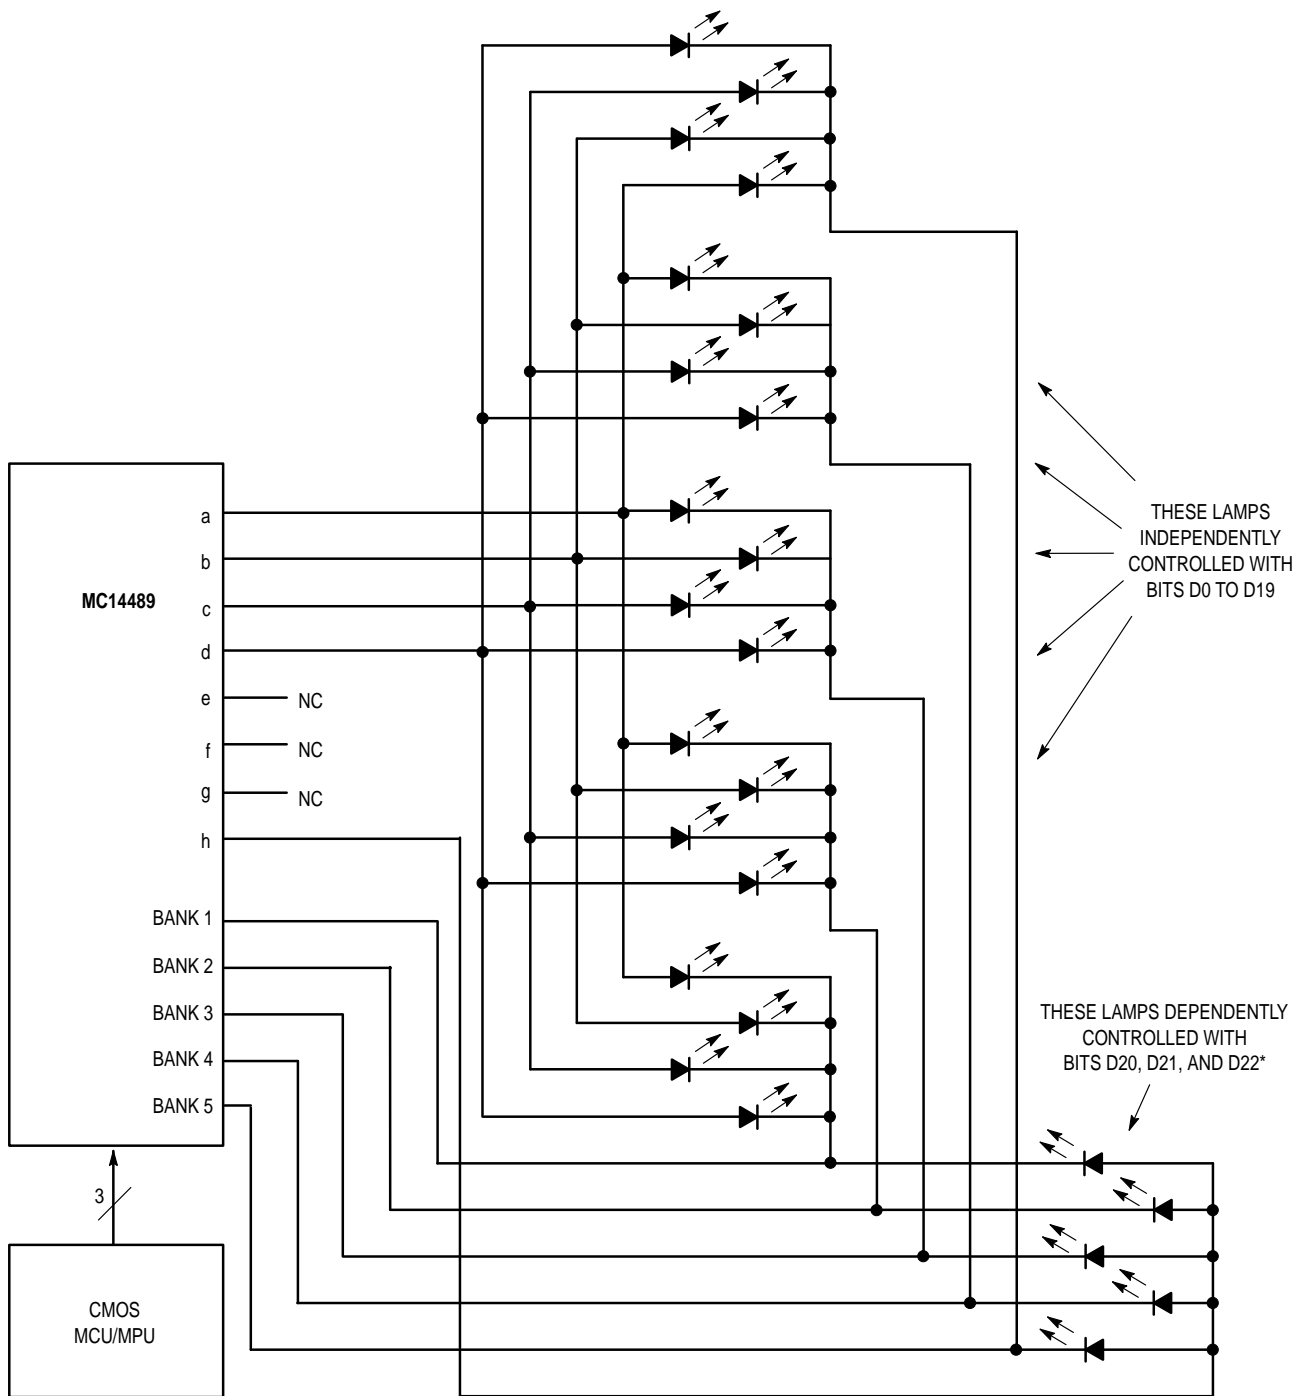 THESE LAMPS
INDEPENDENTLY
CONTROLLED WITH
BITS D0 TO D19
MC14489
a
b
c
d
e
NC
f
NC
g
NC
h
BANK 1
BANK 2
BANK 3
BANK 4
BANK 5
THESE LAMPS DEPENDENTLY
CONTROLLED WITH
BITS D20, D21, AND D22*
3
CMOS
MCU/MPU